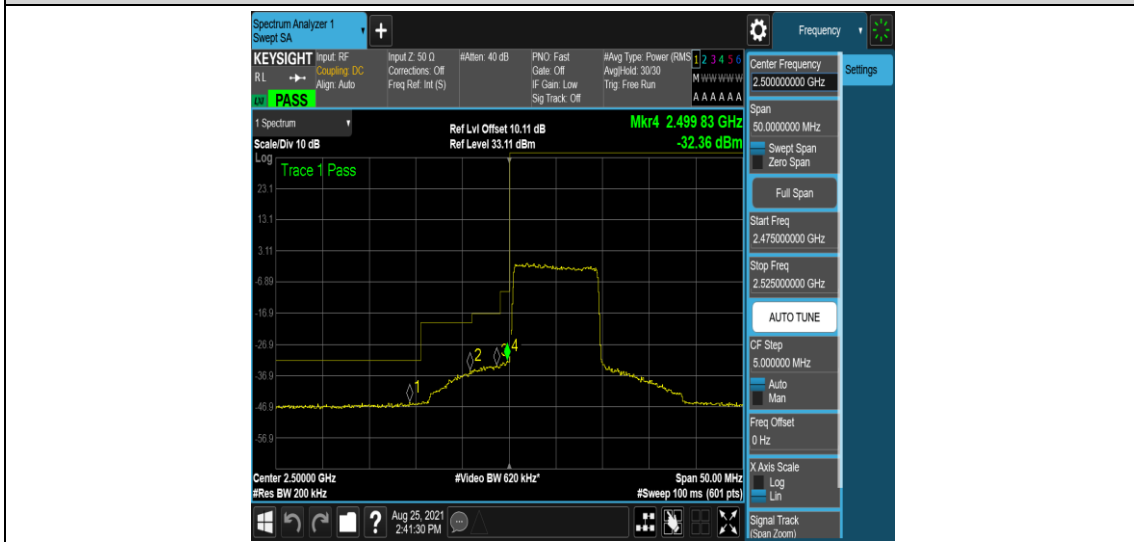 Spectrum Analyzer 1
Swept SA
+
Frequency
KEYSIGHT
RL
PASS
Input: RF
Coupling: DC
Align: Auto
Input Z: 50 Ω
Corrections: Off
Freq Ref: Int (S)
#Atten: 40 dB
PNO: Fast
Gate: Off
IF Gain: Low
Sig Track: Off
#Avg Type: Power (RMS
Avg|Hold: 30/30
Trig: Free Run
1 2 3 4 5 6
M W W W W W
A A A A A A
1 Spectrum
Scale/Div 10 dB
Ref Lvl Offset 10.11 dB
Ref Level 33.11 dBm
Mkr4 2.499 83 GHz
-32.36 dBm
Log
Trace 1 Pass
23.1
13.1
3.11
-6.89
-16.9
-26.9
-36.9
-46.9
-56.9
1
2
3
4
Center 2.50000 GHz
#Res BW 200 kHz
#Video BW 620 kHz*
Span 50.00 MHz
#Sweep 100 ms (601 pts)
?
Aug 25, 2021
2:41:30 PM
Center Frequency
2.500000000 GHz
Settings
Span
50.0000000 MHz
Swept Span
Zero Span
Full Span
Start Freq
2.475000000 GHz
Stop Freq
2.525000000 GHz
AUTO TUNE
CF Step
5.000000 MHz
Auto
Man
Freq Offset
0 Hz
X Axis Scale
Log
Lin
Signal Track
(Span Zoom)